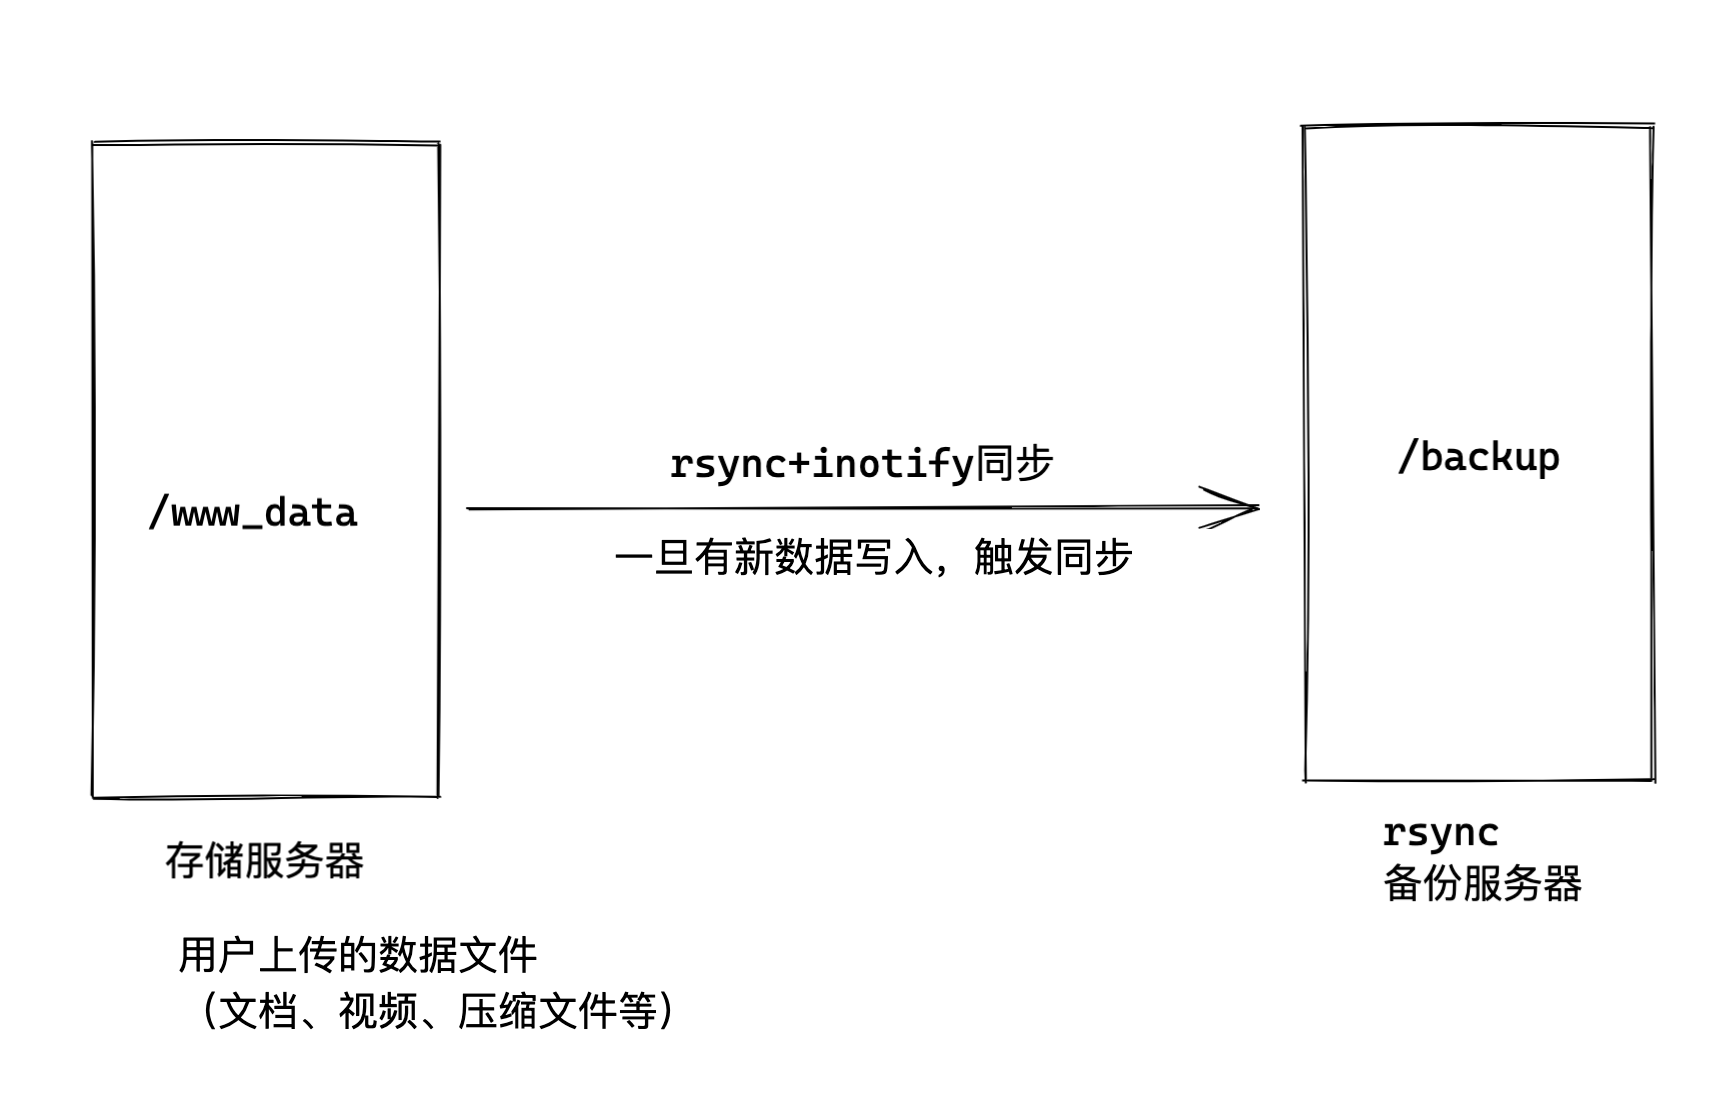 /www_data
rsync+inotify同步
一旦有新数据写入，触发同步
/backup
存储服务器
用户上传的数据文件
（文档、视频、压缩文件等）
rsync
备份服务器